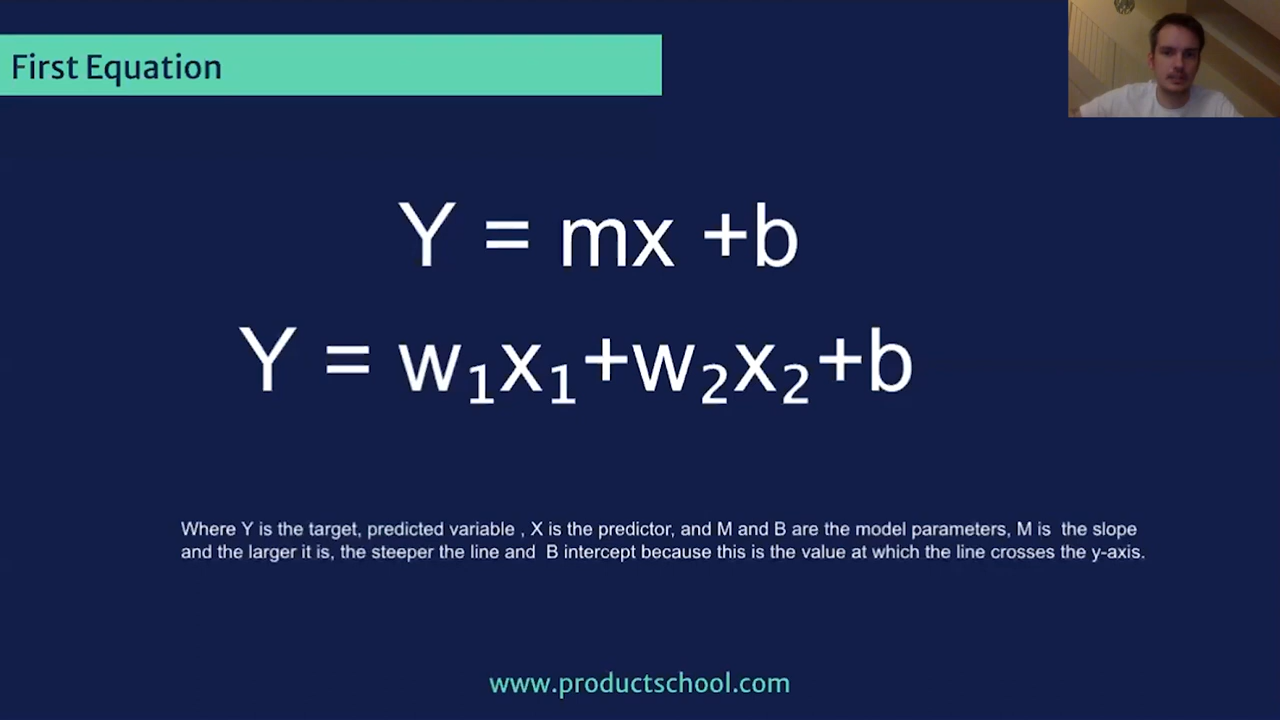 First Equation
Y = mx +b
Y = w₁x₁+w₂x₂+b
Where Y is the target, predicted variable , X is the predictor, and M and B are the model parameters, M is  the slope
and the larger it is, the steeper the line and  B intercept because this is the value at which the line crosses the y-axis.
www.productschool.com